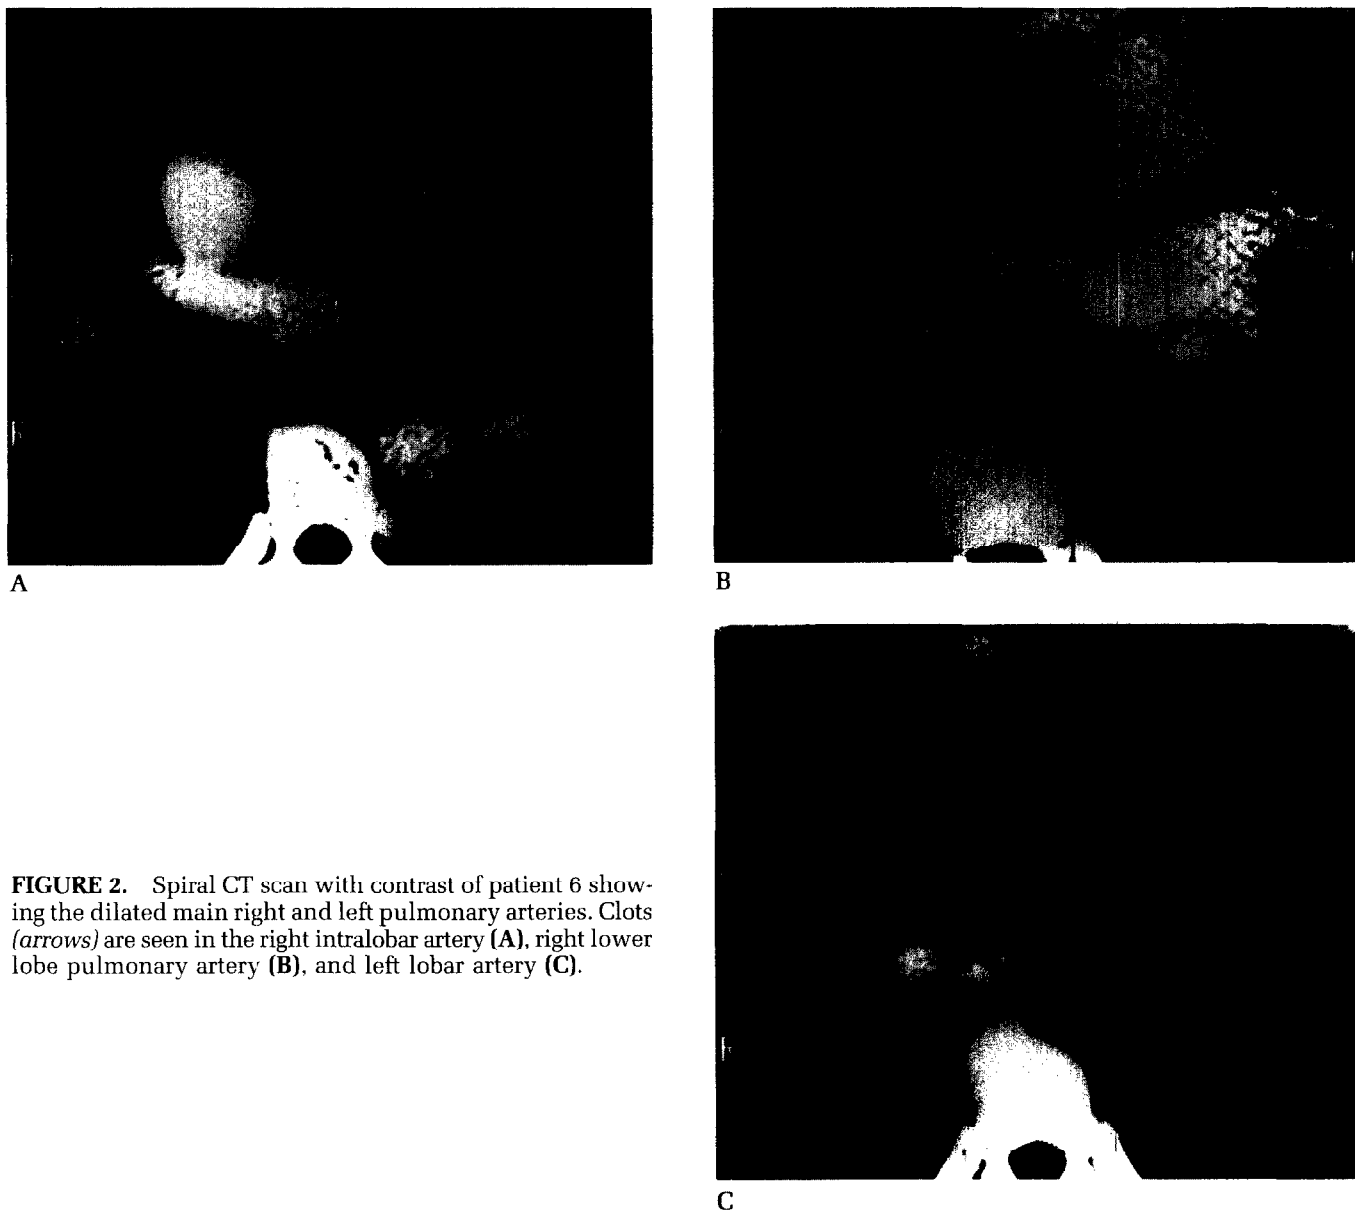 A
B
FIGURE 2. Spiral CT scan with contrast of patient 6 show-
ing the dilated main right and left pulmonary arteries. Clots
(arrows) are seen in the right intralobar artery (A), right lower
lobe pulmonary artery (B), and left lobar artery (C).
C